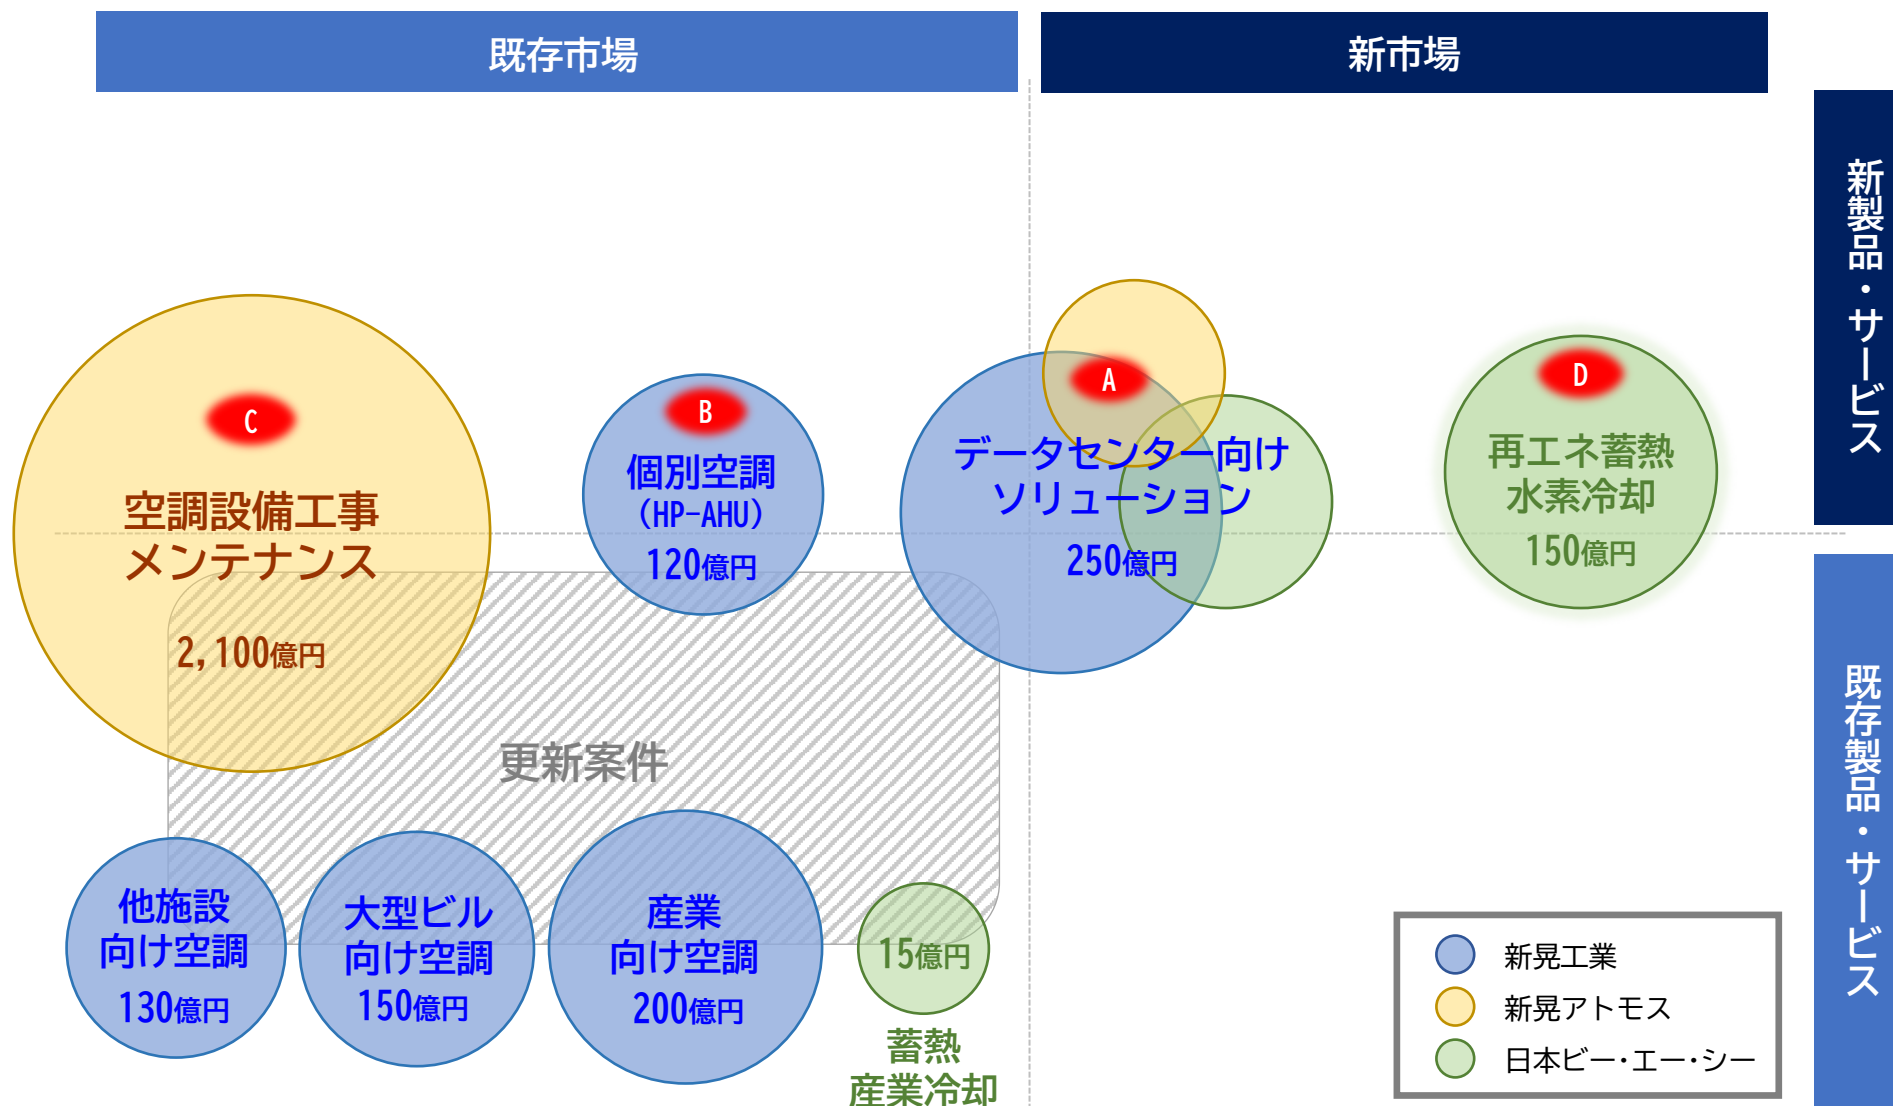 既存市場
新市場
新製品・サービス
既存製品・サービス
C
空調設備工事
メンテナンス
2,100億円
B
個別空調
(HP-AHU)
120億円
A
データセンター向け
ソリューション
250億円
D
再エネ蓄熱
水素冷却
150億円
更新案件
他施設
向け空調
130億円
大型ビル
向け空調
150億円
産業
向け空調
200億円
15億円
蓄熱
産業冷却
新晃工業
新晃アトモス
日本ビー・エー・シー